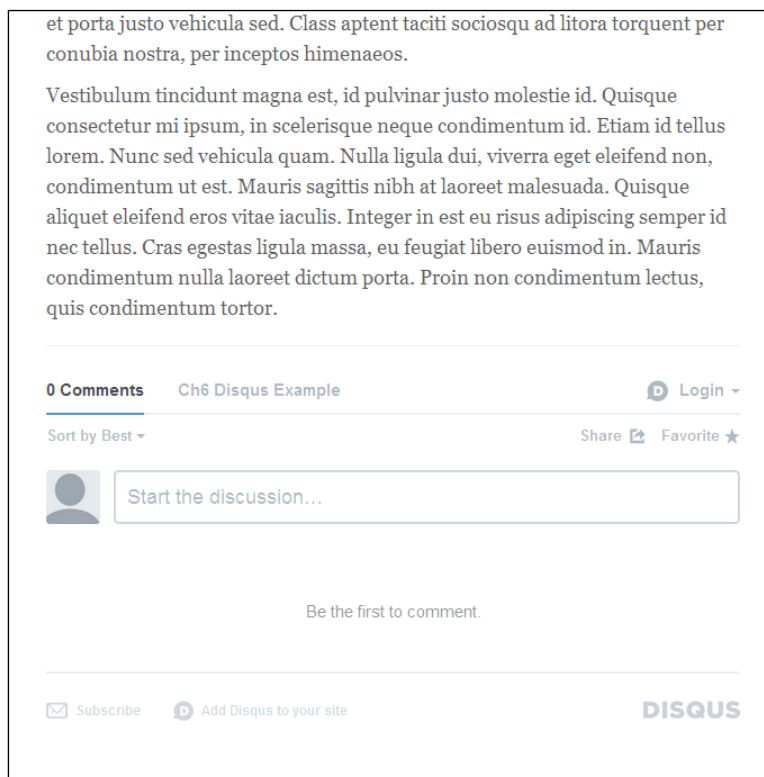 et porta justo vehicula sed. Class aptent taciti sociosqu ad litora torquent per
conubia nostra, per inceptos himenaeos.
Vestibulum tincidunt magna est, id pulvinar justo molestie id. Quisque
consectetur mi ipsum, in scelerisque neque condimentum id. Etiam id tellus
lorem. Nunc sed vehicula quam. Nulla ligula dui, viverra eget eleifend non,
condimentum ut est. Mauris sagittis nibh at laoreet malesuada. Quisque
aliquet eleifend eros vitae iaculis. Integer in est eu risus adipiscing semper id
nec tellus. Cras egestas ligula massa, eu feugiat libero euismod in. Mauris
condimentum nulla laoreet dictum porta. Proin non condimentum lectus,
quis condimentum tortor.
0 Comments Ch6 Disqus Example D Login
Sort by Best Share Favorite
Start the discussion...
Be the first to comment.
Subscribe D Add Disqus to your site DISQUS